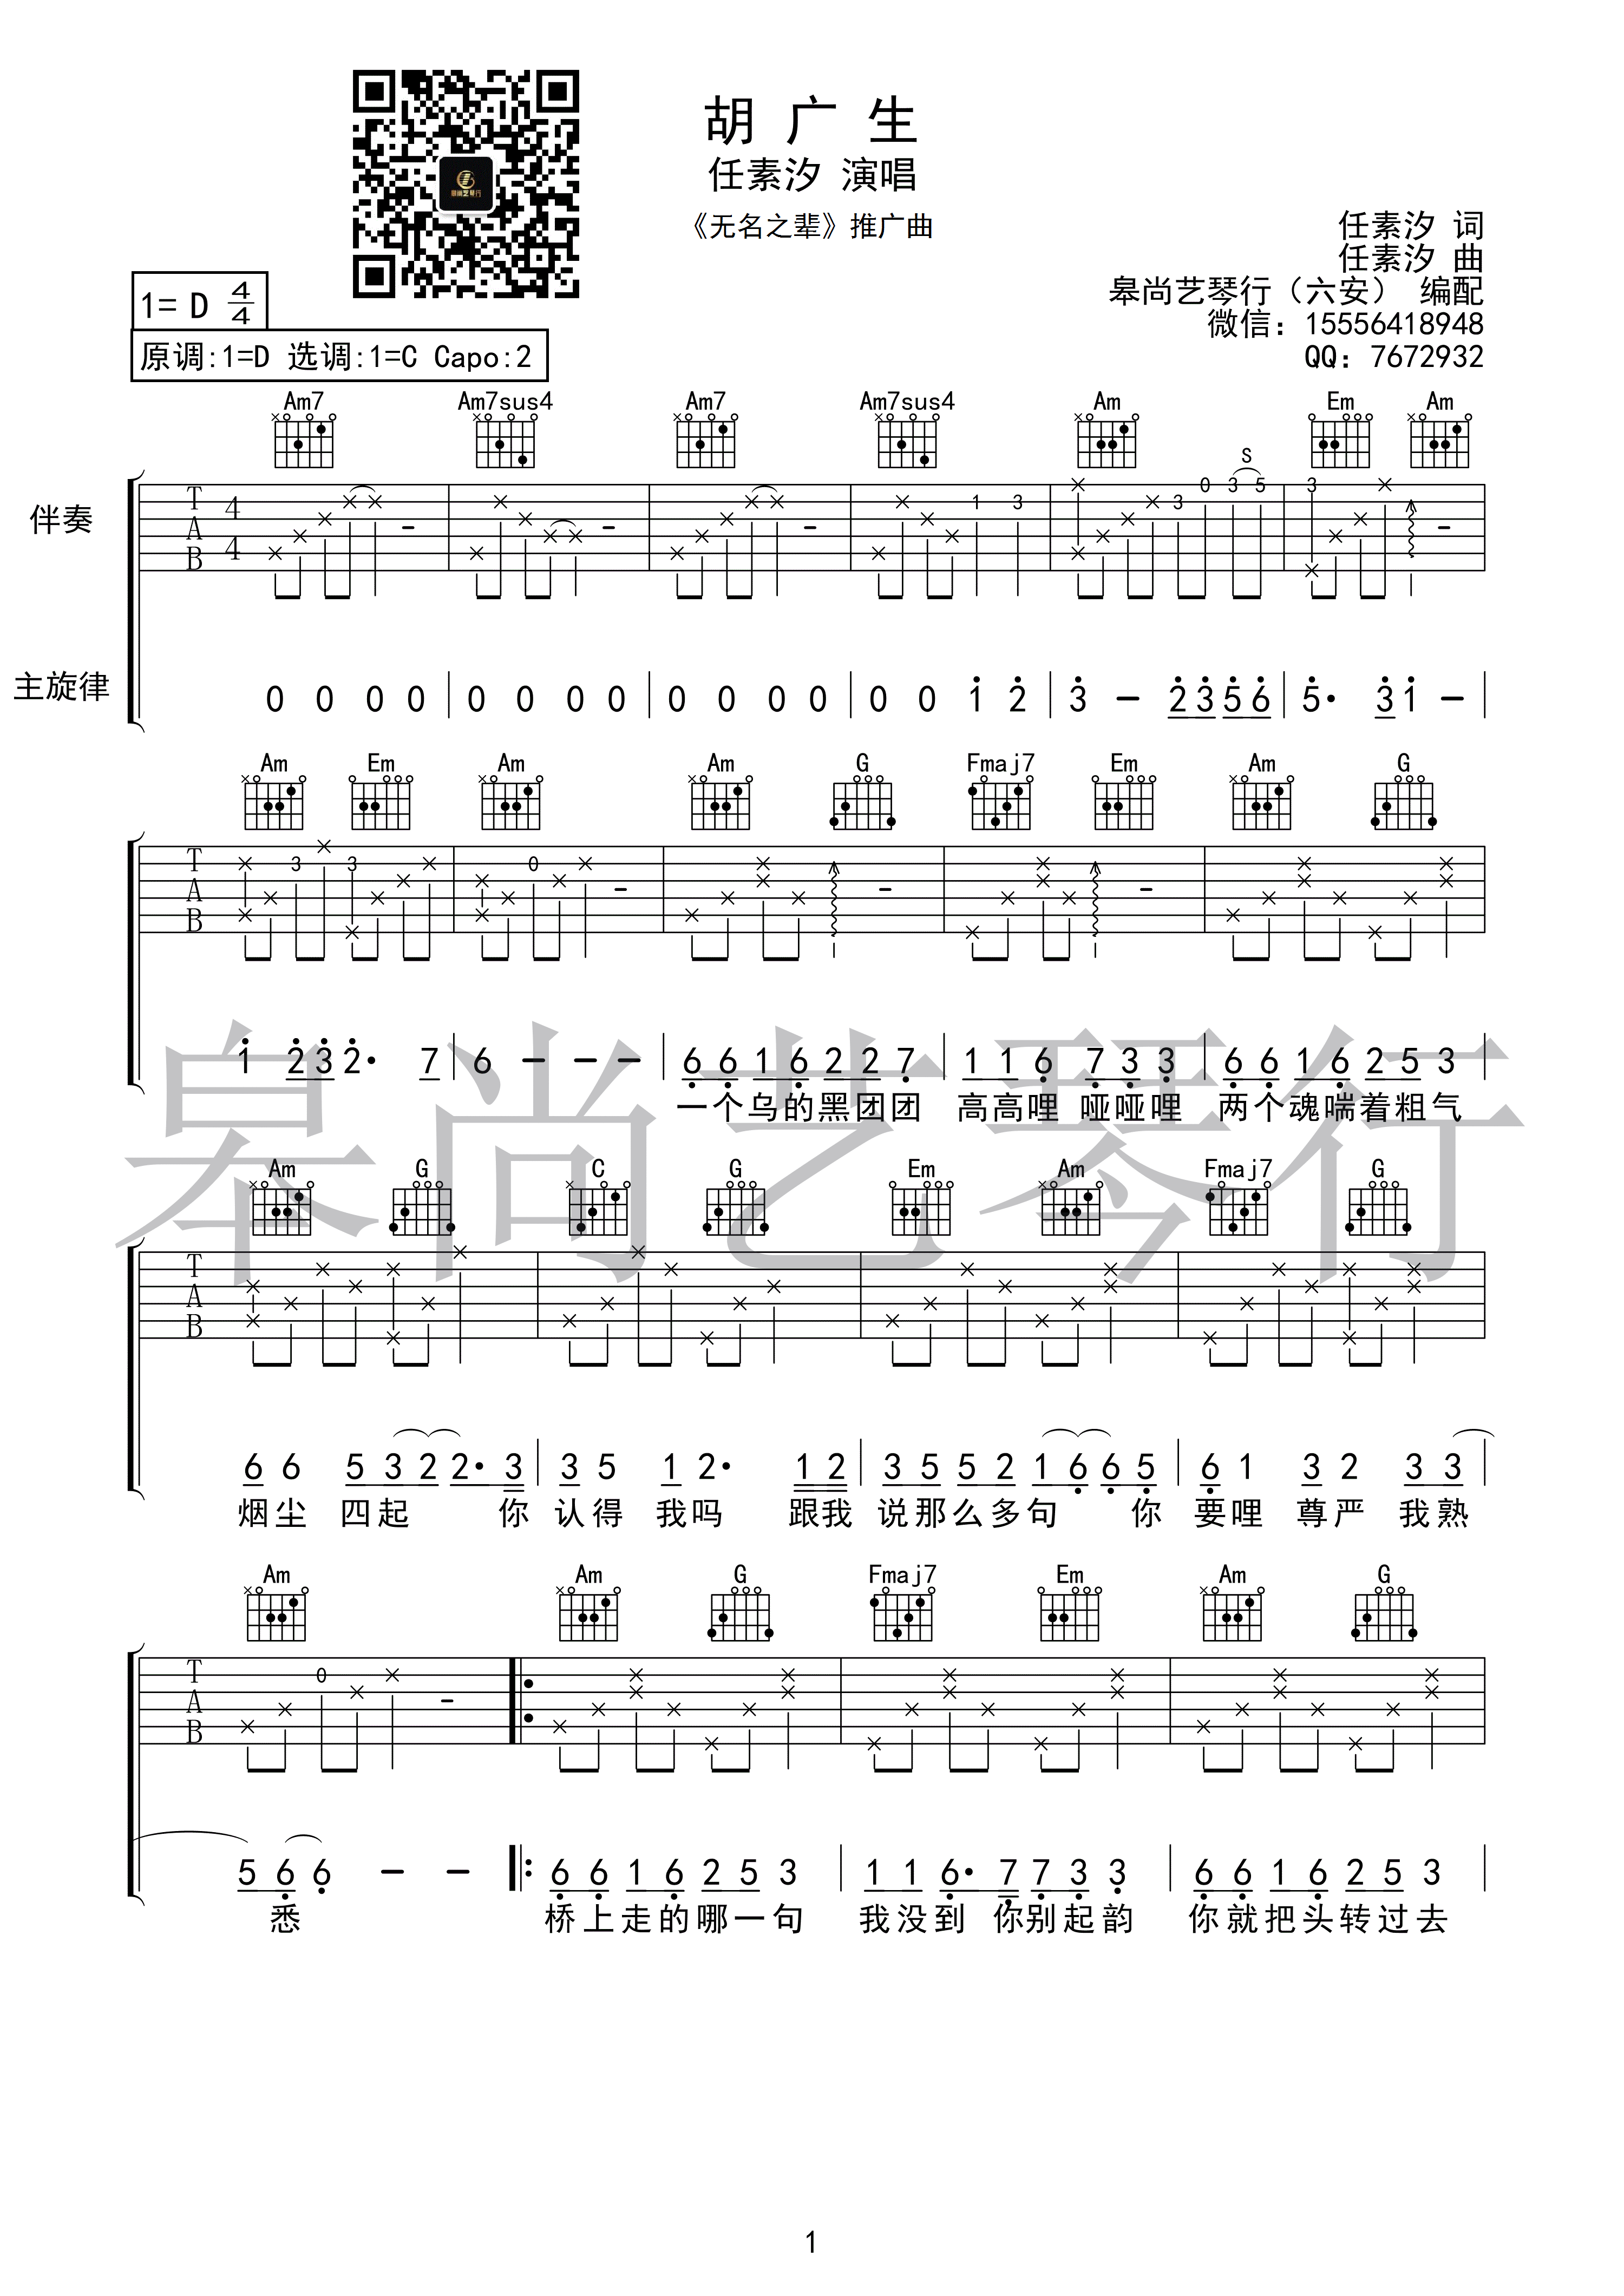 胡 广 生
任素汐 演唱
《无名之辈》推广曲
任素汐 词
任素汐 曲
皋尚艺琴行（六安） 编配
微信：15556418948
QQ：7672932
1= D 4/4
原调:1=D 选调:1=C Capo:2
Am7 Am7sus4 Am7 Am7sus4 Am Em Am
S
伴奏 T A B 4/4 1 3 3 0 3 5 3
主旋律 0 0 0 0 0 0 0 0 0 0 0 0 0 0 1 2 3 - 2 3 5 6 5· 3 1 -
Am Em Am Am G Fmaj7 Em Am G
T A B 3 3 0
1 2 3 2· 7 6 - - - 6 6 1 6 2 2 7 1 1 6 7 3 3 6 6 1 6 2 5 3
一个乌的黑团团 高高哩 哑哑哩 两个魂喘着粗气
皋尚艺琴行
Am G C G Em Am Fmaj7 G
T A B
6 6 5 3 2 2· 3 3 5 1 2· 1 2 3 5 5 2 1 6 6 5 6 1 3 2 3 3
烟尘 四起 你 认得 我吗 跟我 说那么多句 你 要哩 尊严 我熟
Am Am G Fmaj7 Em Am G
T A B 0
5 6 6 - - 6 6 1 6 2 5 3 1 1 6· 7 7 3 3 6 6 1 6 2 5 3
悉 桥上走的哪一句 我没到 你别起韵 你就把头转过去
1